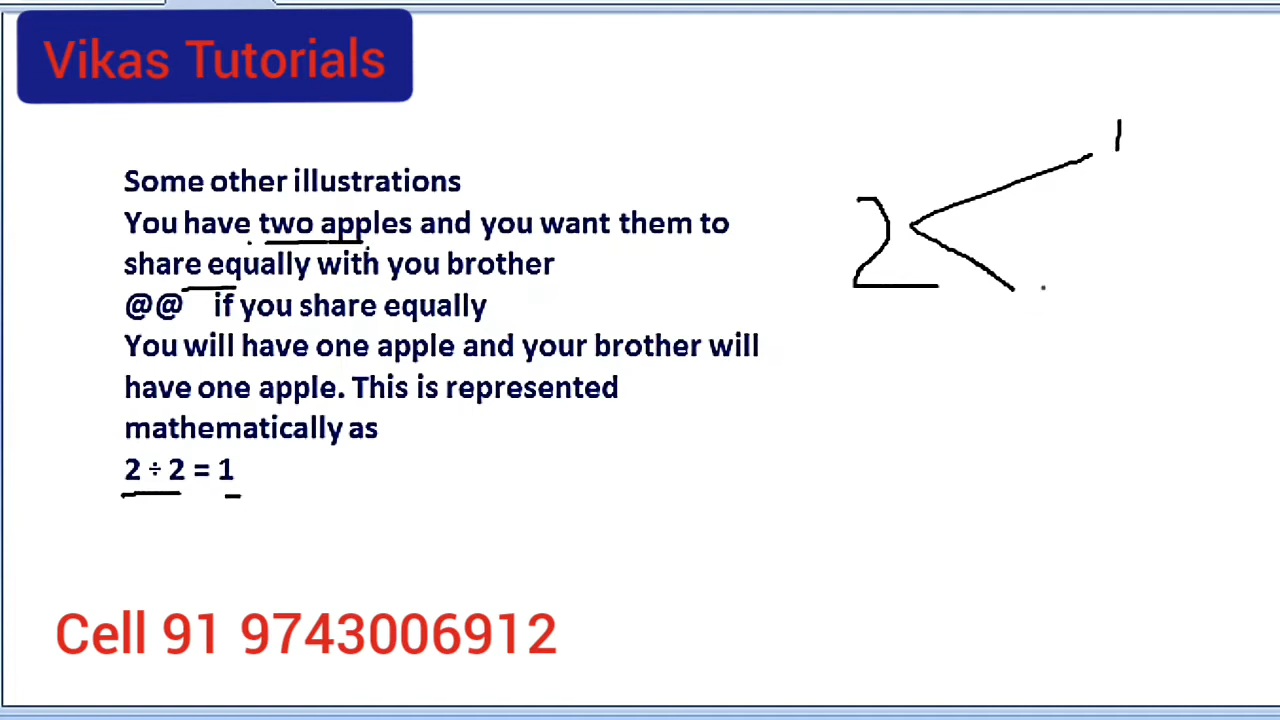 Vikas Tutorials
Some other illustrations
You have two apples and you want them to
share equally with you brother
@@ if you share equally
You will have one apple and your brother will
have one apple. This is represented
mathematically as
2 ÷ 2 = 1
2
1
Cell 91 9743006912